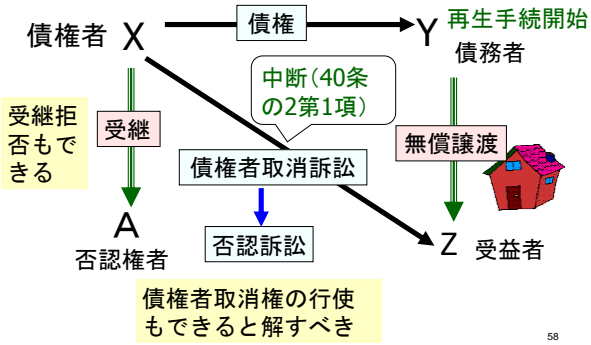 債権者 X
債権
Y
再生手続開始
債務者
中断（40条
の2第1項）
受継拒
否もで
きる
受継
無償譲渡
債権者取消訴訟
A
否認権者
否認訴訟
Z 受益者
債権者取消権の行使
もできると解すべき
58